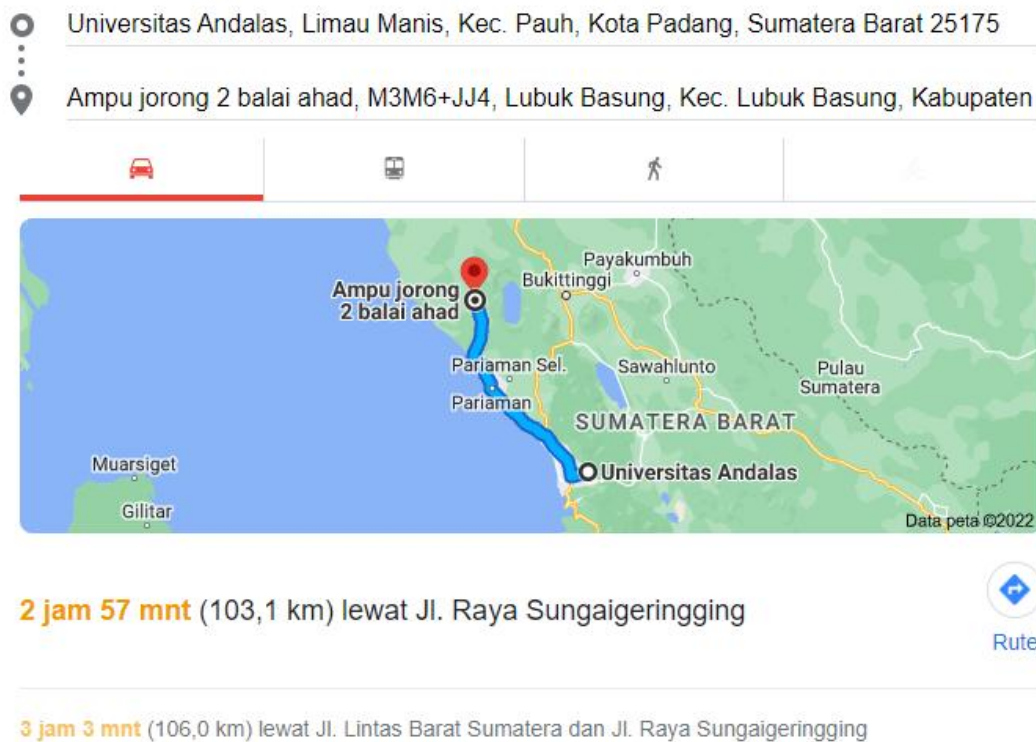 Universitas Andalas, Limau Manis, Kec. Pauh, Kota Padang, Sumatera Barat 25175
Ampu jorong 2 balai ahad, M3M6+JJ4, Lubuk Basung, Kec. Lubuk Basung, Kabupaten
Payakumbuh
Bukittinggi
Ampu jorong
2 balai ahad
Pariaman Sel.
Sawahlunto
Pulau
Sumatera
Pariaman
SUMATERA BARAT
Muarsiget
Universitas Andalas
Gilitar
Data peta ©2022
2 jam 57 mnt (103,1 km) lewat Jl. Raya Sungaigeringging
Rute
3 jam 3 mnt (106,0 km) lewat Jl. Lintas Barat Sumatera dan Jl. Raya Sungaigeringging